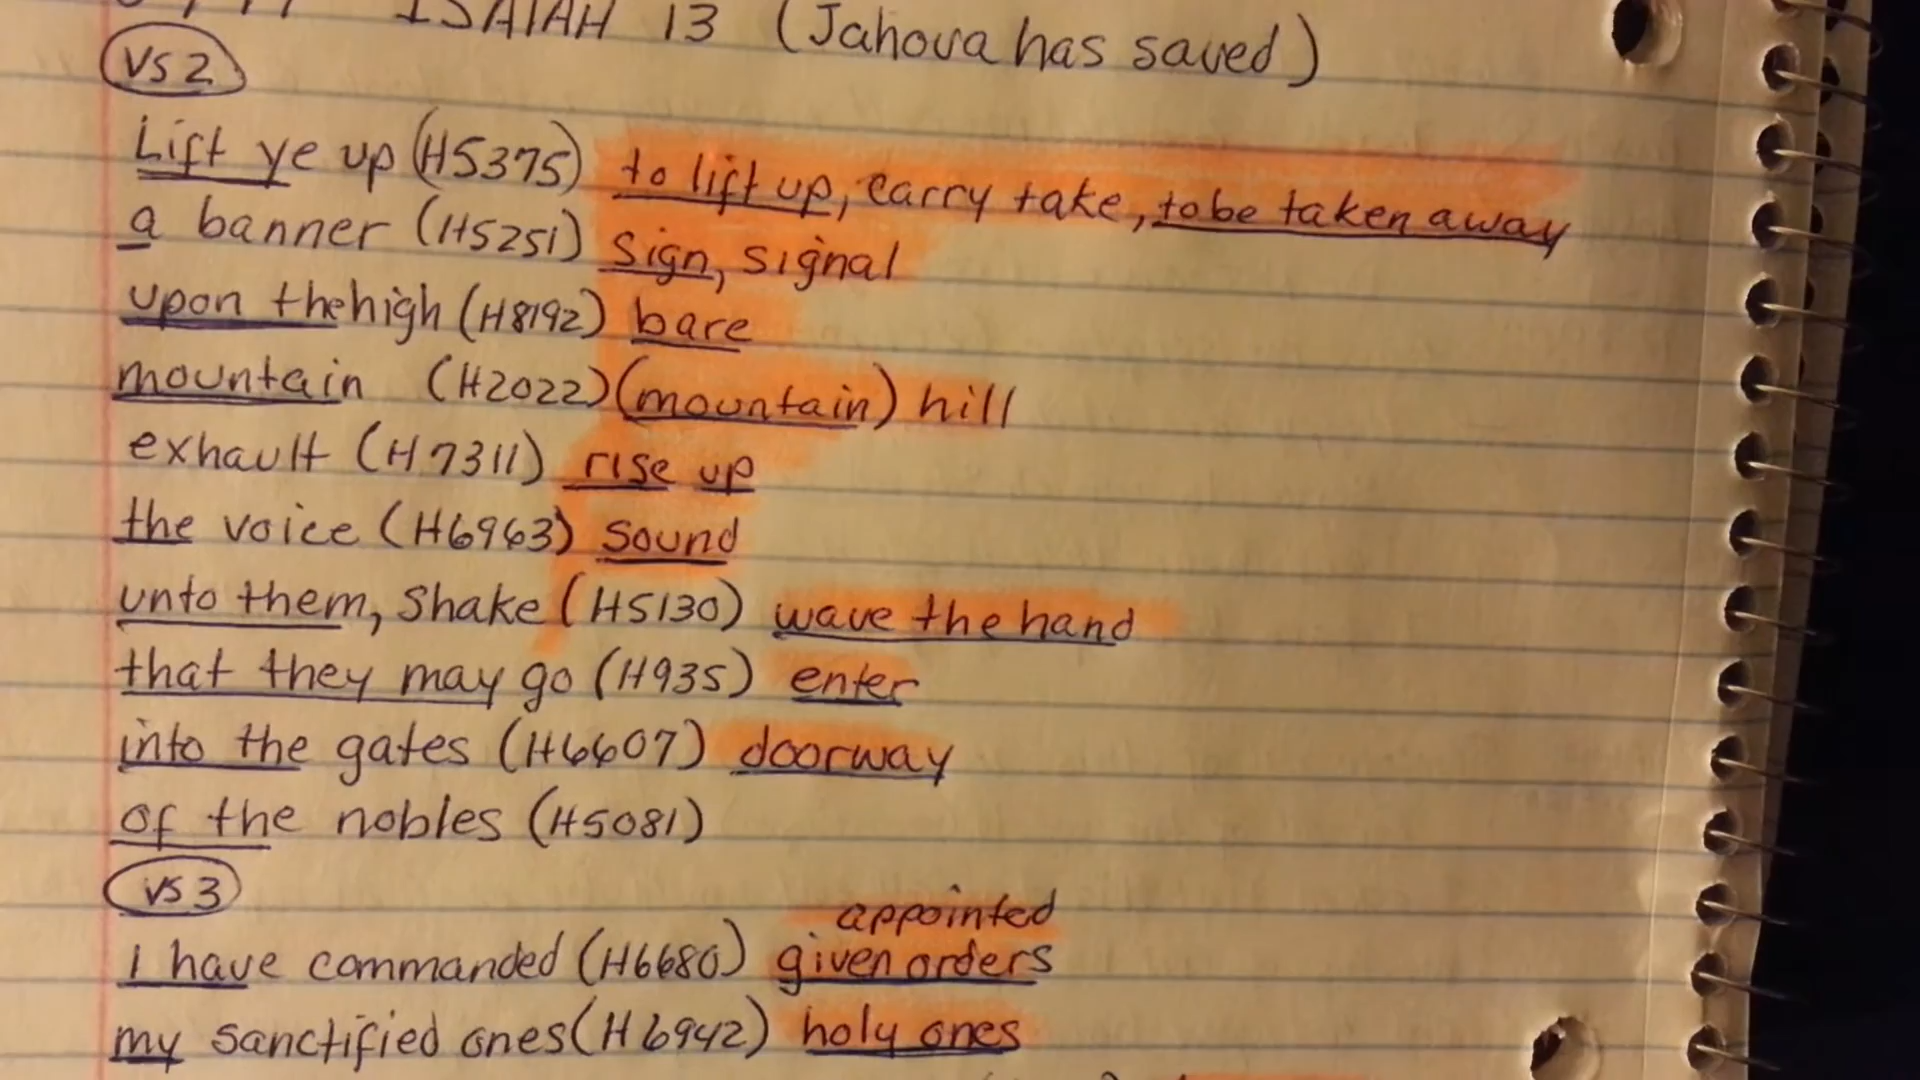 ISAIAH 13 (Jahova has saved)
VS 2
Lift ye up (H5375) to lift up, carry take, to be taken away
a banner (H5251) sign, signal
upon the high (H8192) bare
mountain (H2022) (mountain) hill
exhault (H7311) rise up
the voice (H6963) sound
unto them, shake (H5130) wave the hand
that they may go (H935) enter
into the gates (H6607) doorway
of the nobles (H5081)
VS 3
appointed
I have commanded (H6680) given orders
my sanctified ones (H6942) holy ones